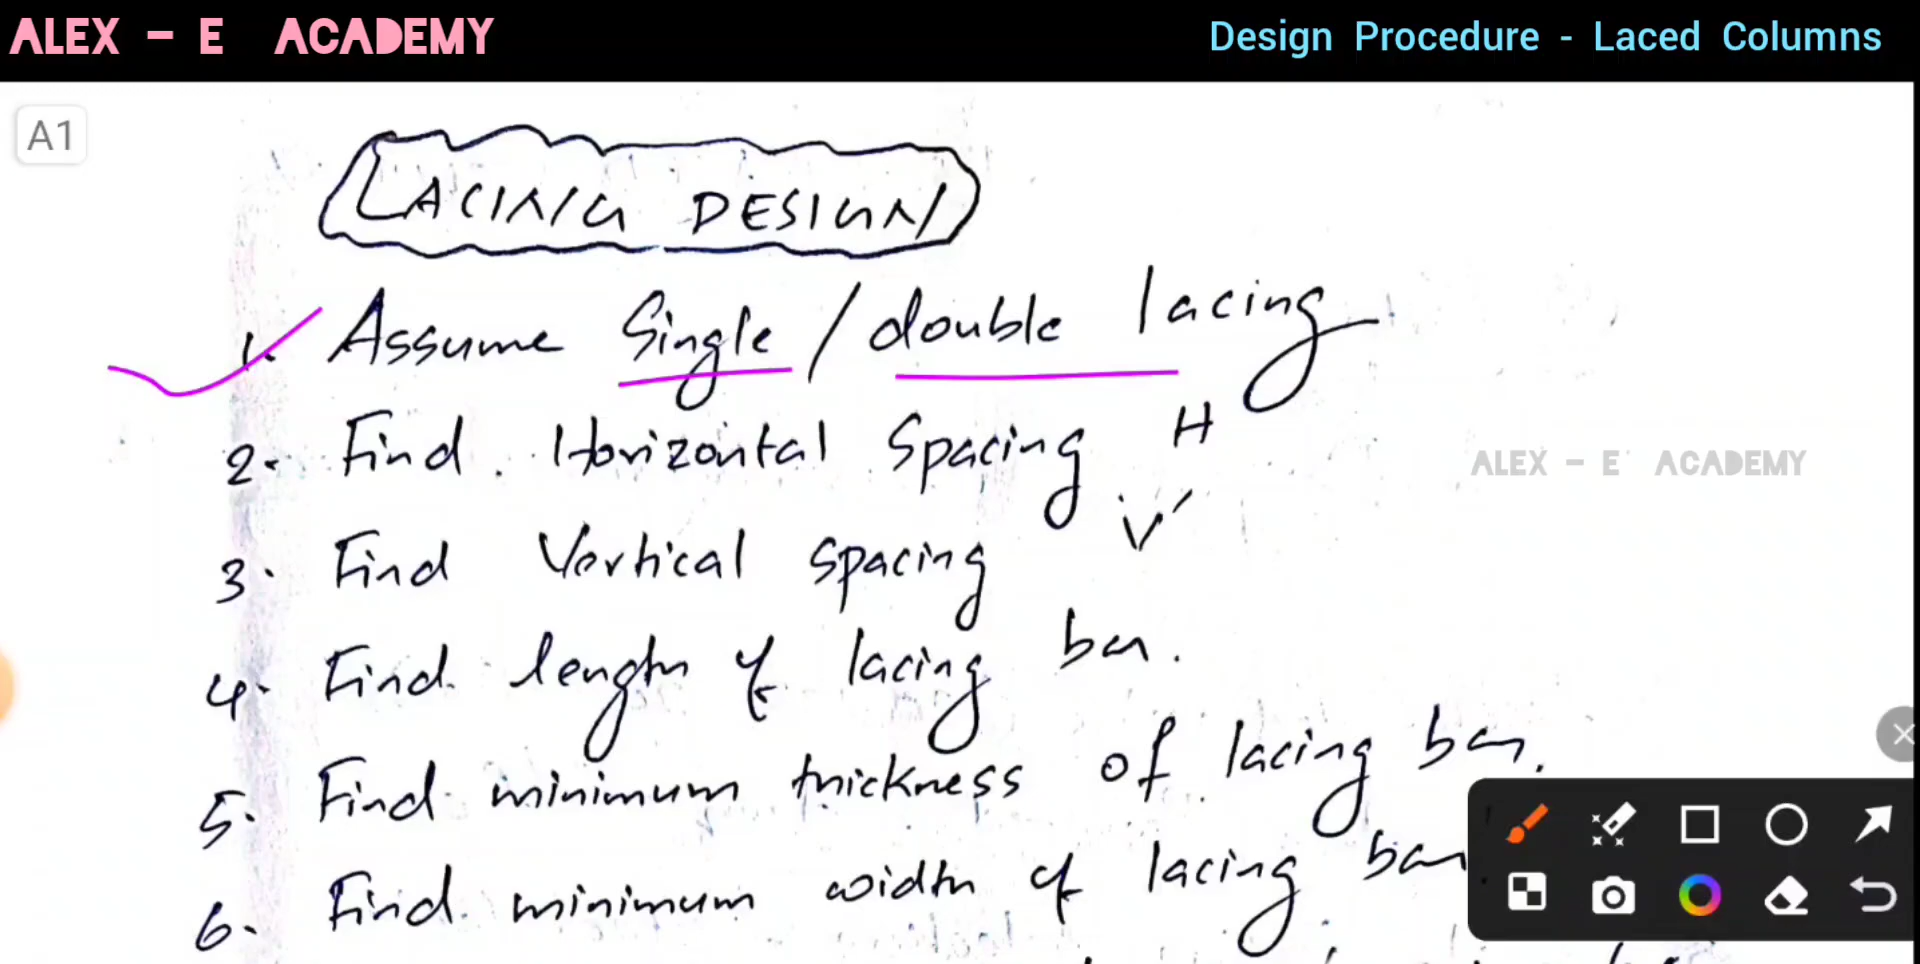 ALEX - E ACADEMY
Design Procedure - Laced Columns
A1
LACING DESIGN
1. Assume Single / double lacing
2. Find Horizontal Spacing H
3. Find Vertical spacing V
4. Find length of lacing bar.
5. Find minimum thickness of lacing bar.
6. Find minimum width of lacing bar
ALEX - E ACADEMY